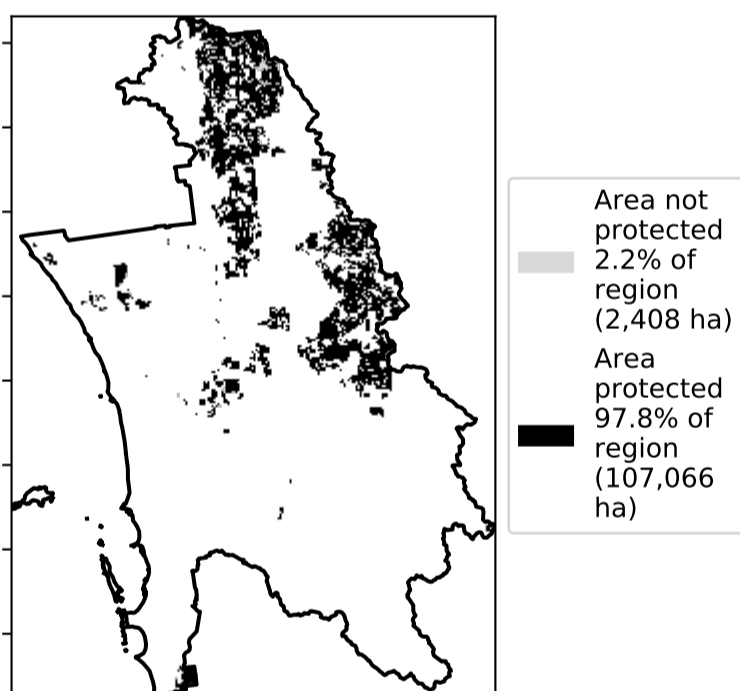 Area not
protected
2.2% of
region
(2,408 ha)
Area
protected
97.8% of
region
(107,066
ha)